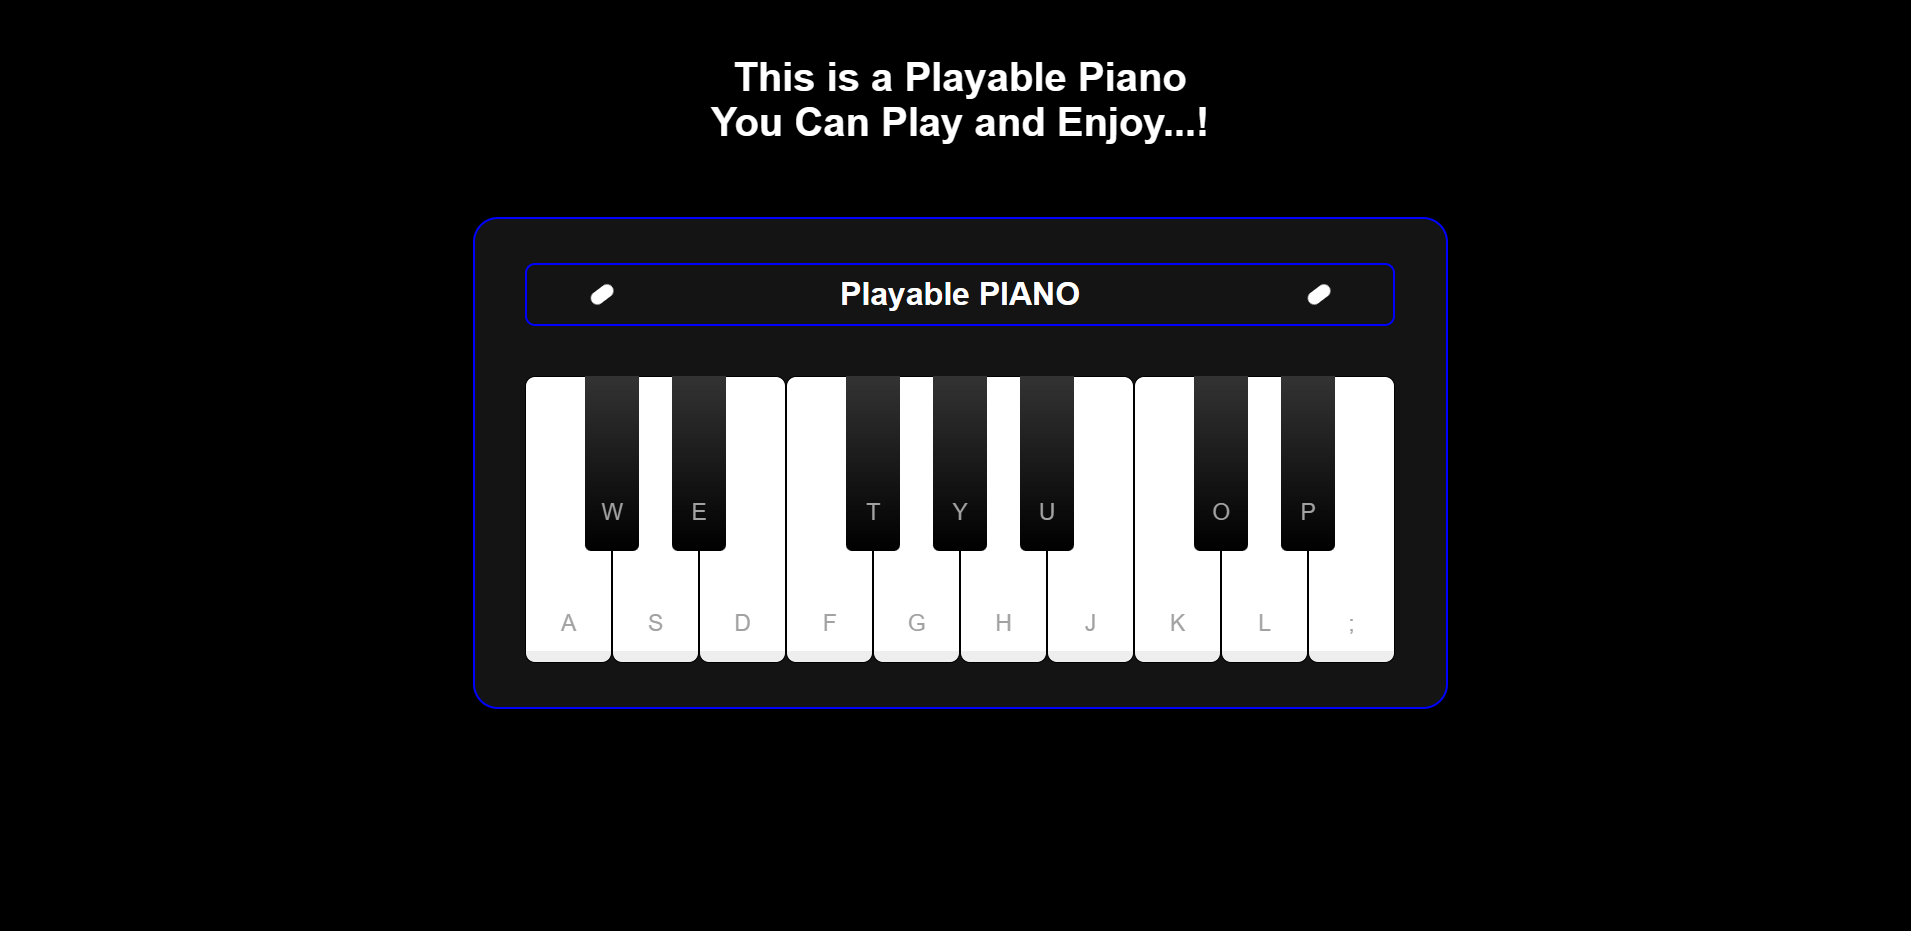 This is a Playable Piano
You Can Play and Enjoy...!
Playable PIANO
W E T Y U O P
A S D F G H J K L ;